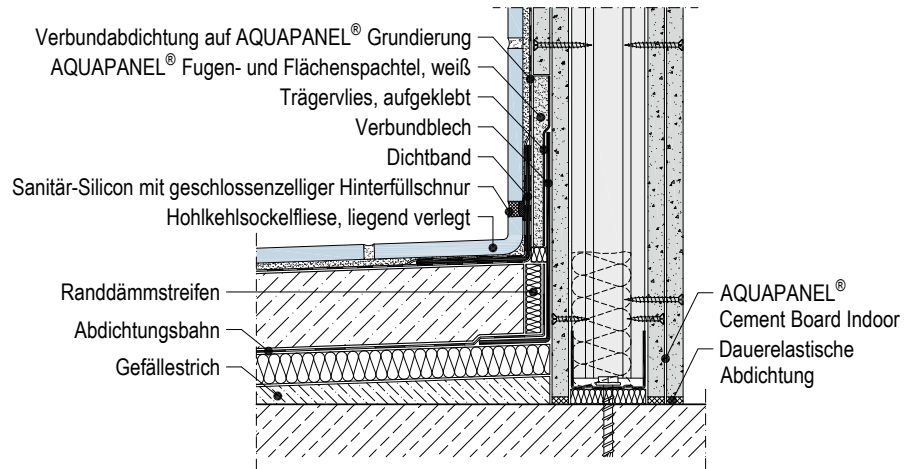 Verbundabdichtung auf AQUAPANEL® Grundierung
AQUAPANEL® Fugen- und Flächenspachtel, weiß
Trägervlies, aufgeklebt
Verbundblech
Dichtband
Sanitär-Silicon mit geschlossenzelliger Hinterfüllschnur
Hohlkehlsockelfliese, liegend verlegt
Randdämmstreifen
Abdichtungsbahn
Gefällestrich
AQUAPANEL®
Cement Board Indoor
Dauerelastische
Abdichtung